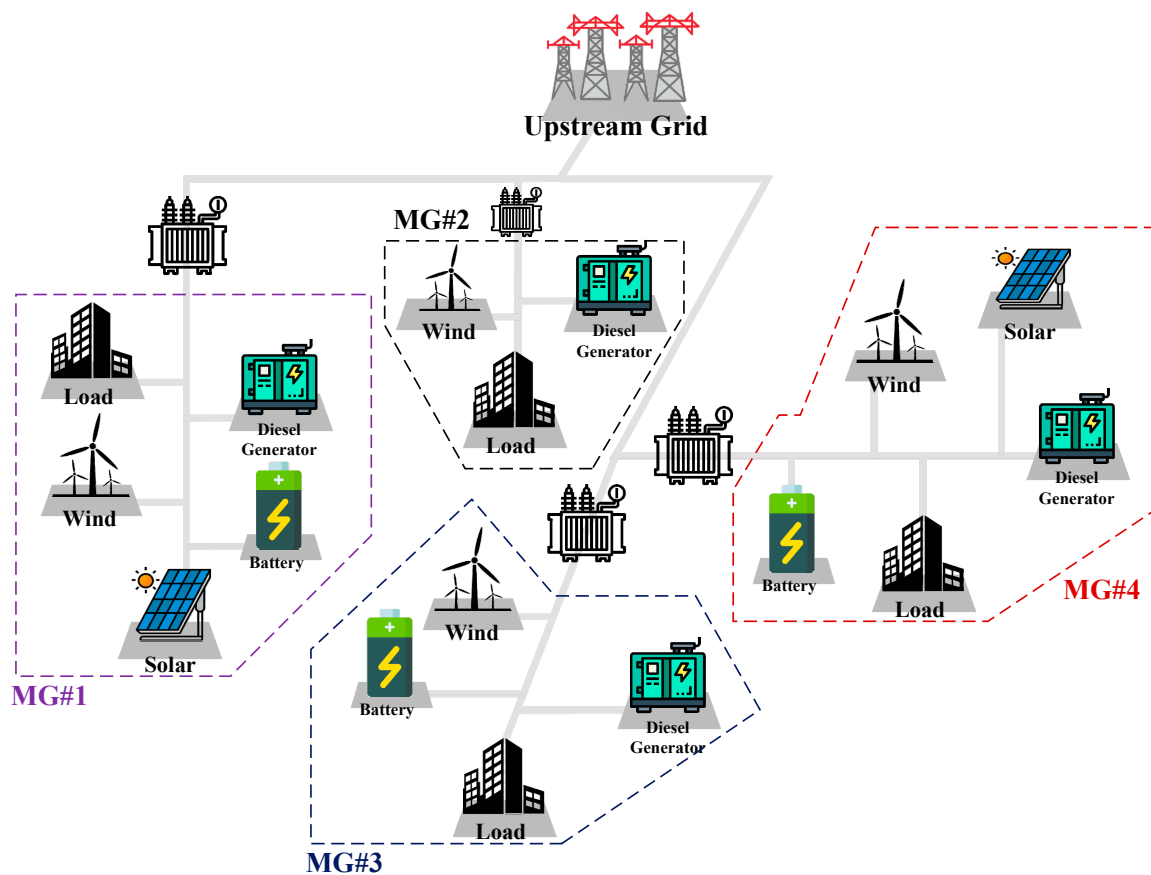 Upstream Grid
MG#2
Wind
Diesel
Generator
Load
Solar
Wind
Load
Diesel
Generator
Wind
Battery
Solar
MG#1
Diesel
Generator
Battery
Load
MG#4
Wind
Battery
Diesel
Generator
Load
MG#3